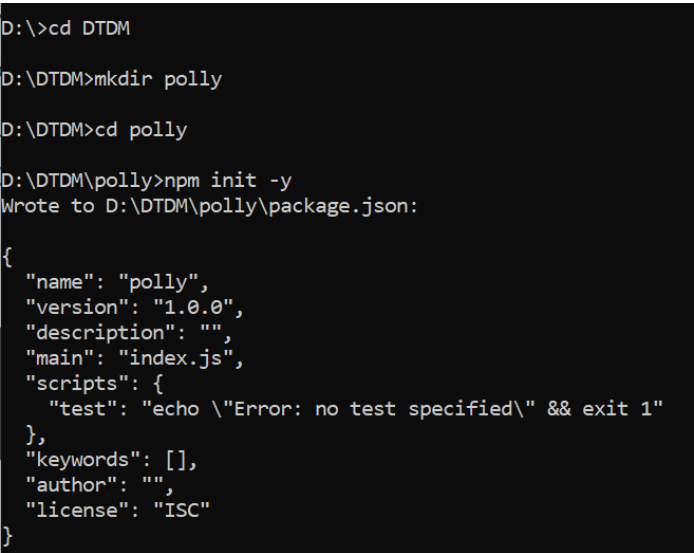 D:\>cd DTDM
D:\DTDM>mkdir polly
D:\DTDM>cd polly
D:\DTDM\polly>npm init -y
Wrote to D:\DTDM\polly\package.json:
{
  "name": "polly",
  "version": "1.0.0",
  "description": "",
  "main": "index.js",
  "scripts": {
    "test": "echo \"Error: no test specified\" && exit 1"
  },
  "keywords": [],
  "author": "",
  "license": "ISC"
}